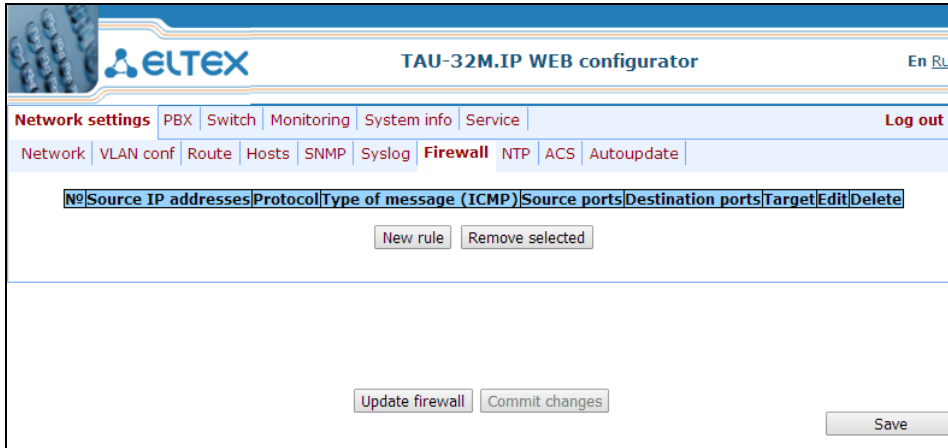 ELTEX TAU-32M.IP WEB configurator En Ru
Network settings PBX Switch Monitoring System info Service Log out
Network VLAN conf Route Hosts SNMP Syslog Firewall NTP ACS Autoupdate
№ Source IP addresses Protocol Type of message (ICMP) Source ports Destination ports Target Edit Delete
New rule Remove selected
Update firewall Commit changes
Save